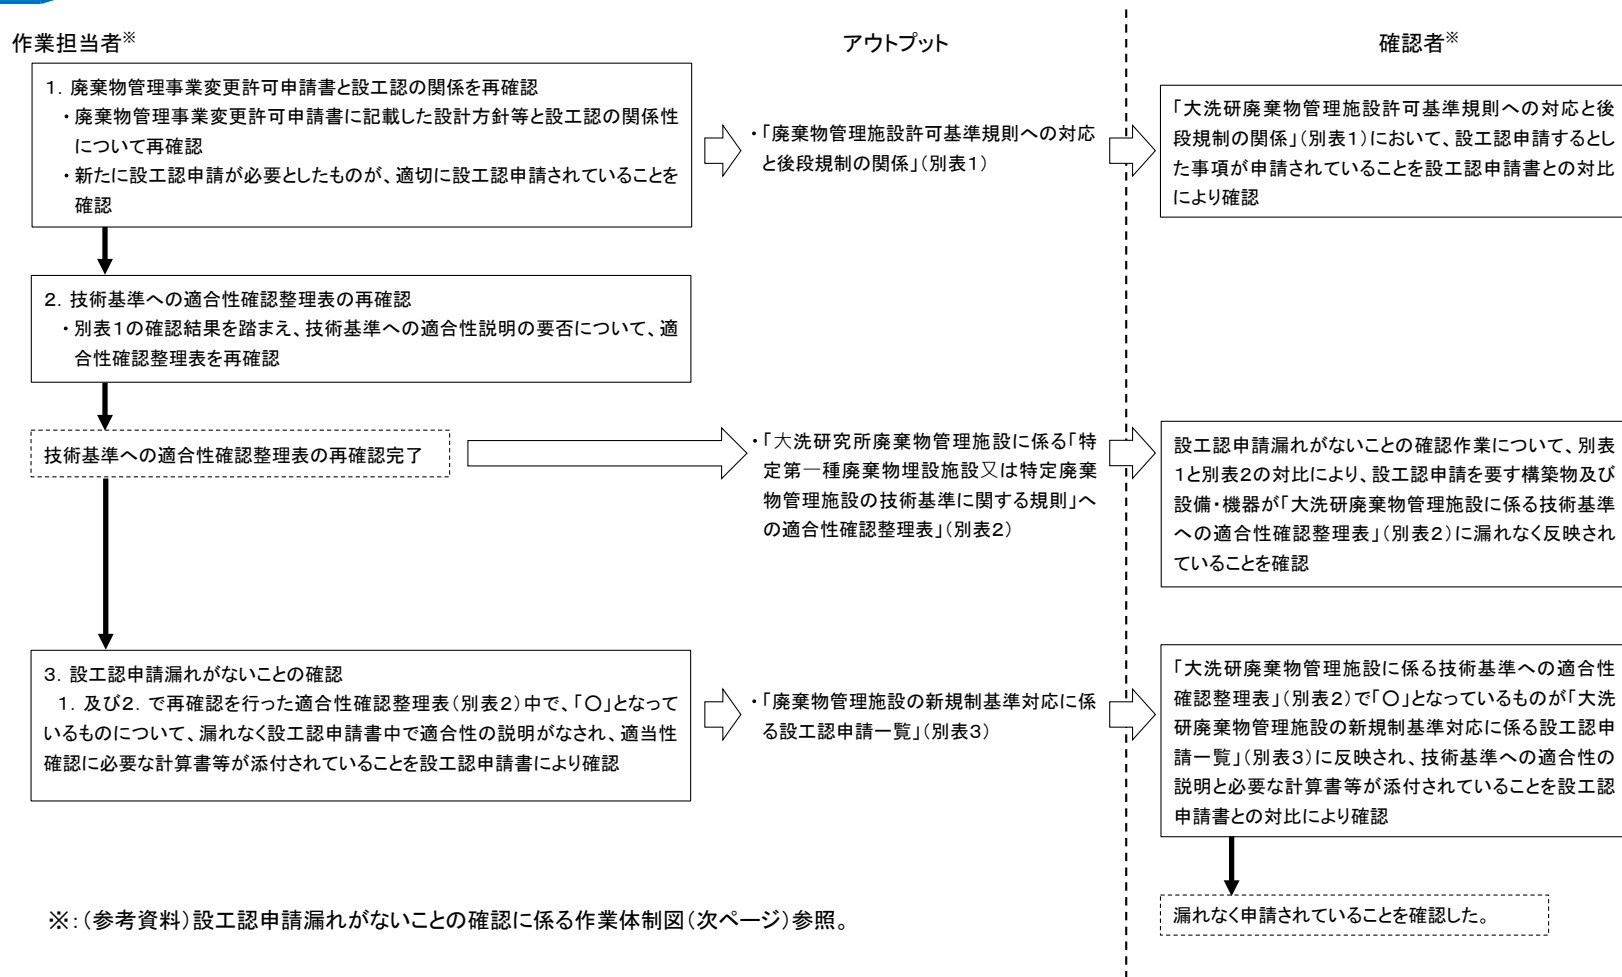 作業担当者※
アウトプット
確認者※
1．廃棄物管理事業変更許可申請書と設工認の関係を再確認
・廃棄物管理事業変更許可申請書に記載した設計方針等と設工認の関係性
について再確認
・新たに設工認申請が必要としたものが、適切に設工認申請されていることを
確認
・「廃棄物管理施設許可基準規則への対応
と後段規制の関係」（別表1）
「大洗研廃棄物管理施設許可基準規則への対応と後
段規制の関係」（別表1）において、設工認申請するとし
た事項が申請されていることを設工認申請書との対比
により確認
2．技術基準への適合性確認整理表の再確認
・別表1の確認結果を踏まえ、技術基準への適合性説明の要否について、適
合性確認整理表を再確認
技術基準への適合性確認整理表の再確認完了
・「大洗研究所廃棄物管理施設に係る「特
定第一種廃棄物埋設施設又は特定廃棄
物管理施設の技術基準に関する規則」へ
の適合性確認整理表」（別表2）
設工認申請漏れがないことの確認作業について、別表
1と別表2の対比により、設工認申請を要す構築物及び
設備・機器が「大洗研廃棄物管理施設に係る技術基準
への適合性確認整理表」（別表2）に漏れなく反映され
ていることを確認
3．設工認申請漏れがないことの確認
1．及び2．で再確認を行った適合性確認整理表（別表2）中で、「〇」となって
いるものについて、漏れなく設工認申請書中で適合性の説明がなされ、適当性
確認に必要な計算書等が添付されていることを設工認申請書により確認
・「廃棄物管理施設の新規制基準対応に係
る設工認申請一覧」（別表3）
「大洗研廃棄物管理施設に係る技術基準への適合性
確認整理表」（別表2）で「〇」となっているものが「大洗
研廃棄物管理施設の新規制基準対応に係る設工認申
請一覧」（別表3）に反映され、技術基準への適合性の
説明と必要な計算書等が添付されていることを設工認
申請書との対比により確認
漏れなく申請されていることを確認した。
※：（参考資料）設工認申請漏れがないことの確認に係る作業体制図（次ページ）参照。